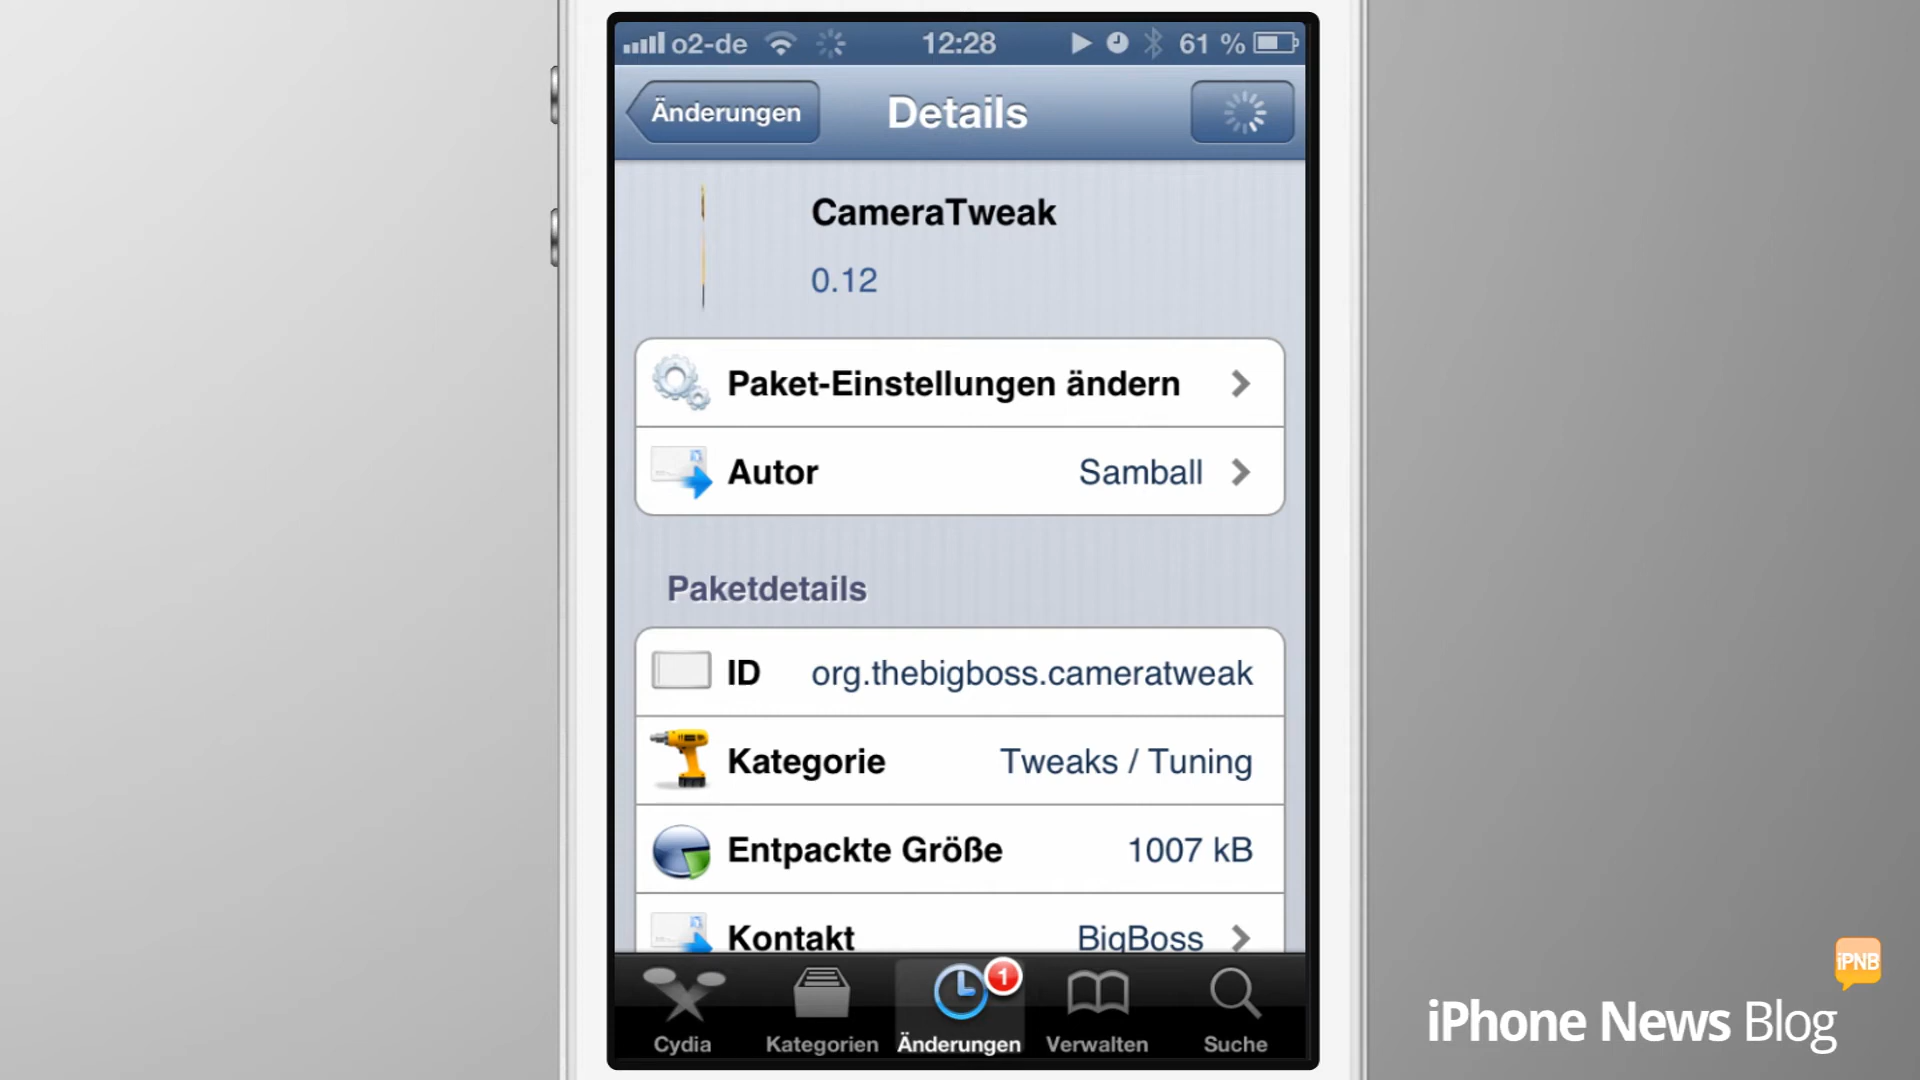 o2-de 12:28 61 %
Änderungen Details
CameraTweak
0.12
Paket-Einstellungen ändern
Autor Samball
Paketdetails
ID org.thebigboss.cameratweak
Kategorie Tweaks / Tuning
Entpackte Größe 1007 kB
Kontakt BigBoss
1
Cydia Kategorien Änderungen Verwalten Suche
iPNB
iPhone News Blog